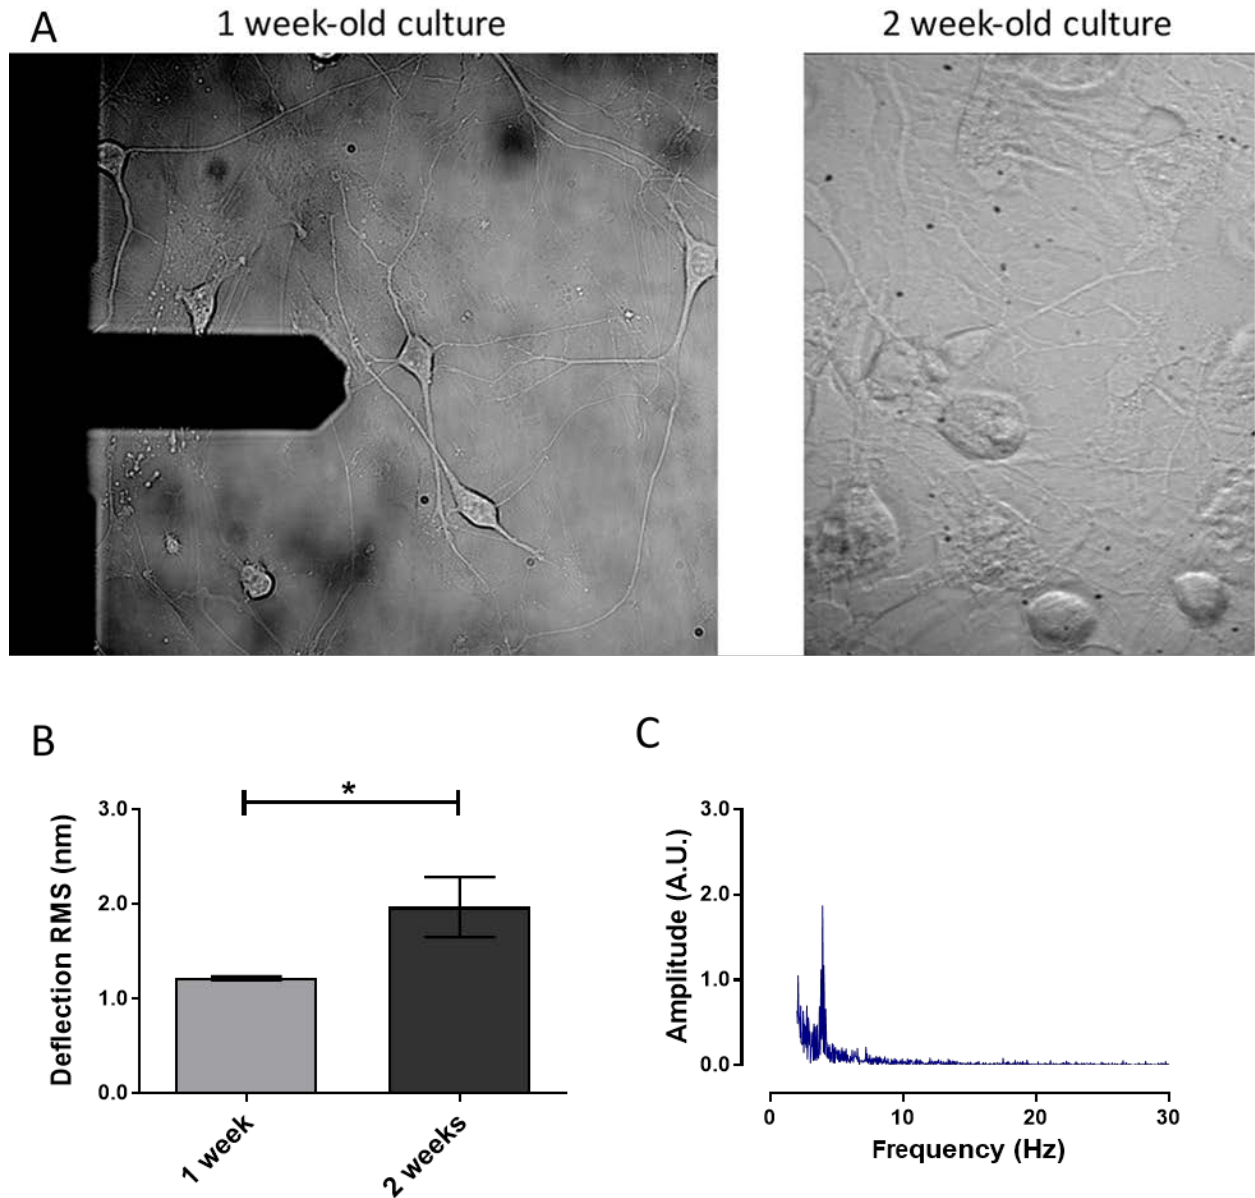 A
1 week-old culture
2 week-old culture
B
C
*
Deflection RMS (nm)
3.0
2.0
1.0
0.0
1 week
2 weeks
Amplitude (A.U.)
3.0
2.0
1.0
0.0
0
10
20
30
Frequency (Hz)